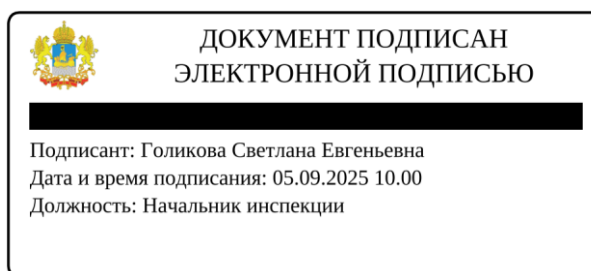 ДОКУМЕНТ ПОДПИСАН
ЭЛЕКТРОННОЙ ПОДПИСЬЮ
Подписант: Голикова Светлана Евгеньевна
Дата и время подписания: 05.09.2025 10.00
Должность: Начальник инспекции